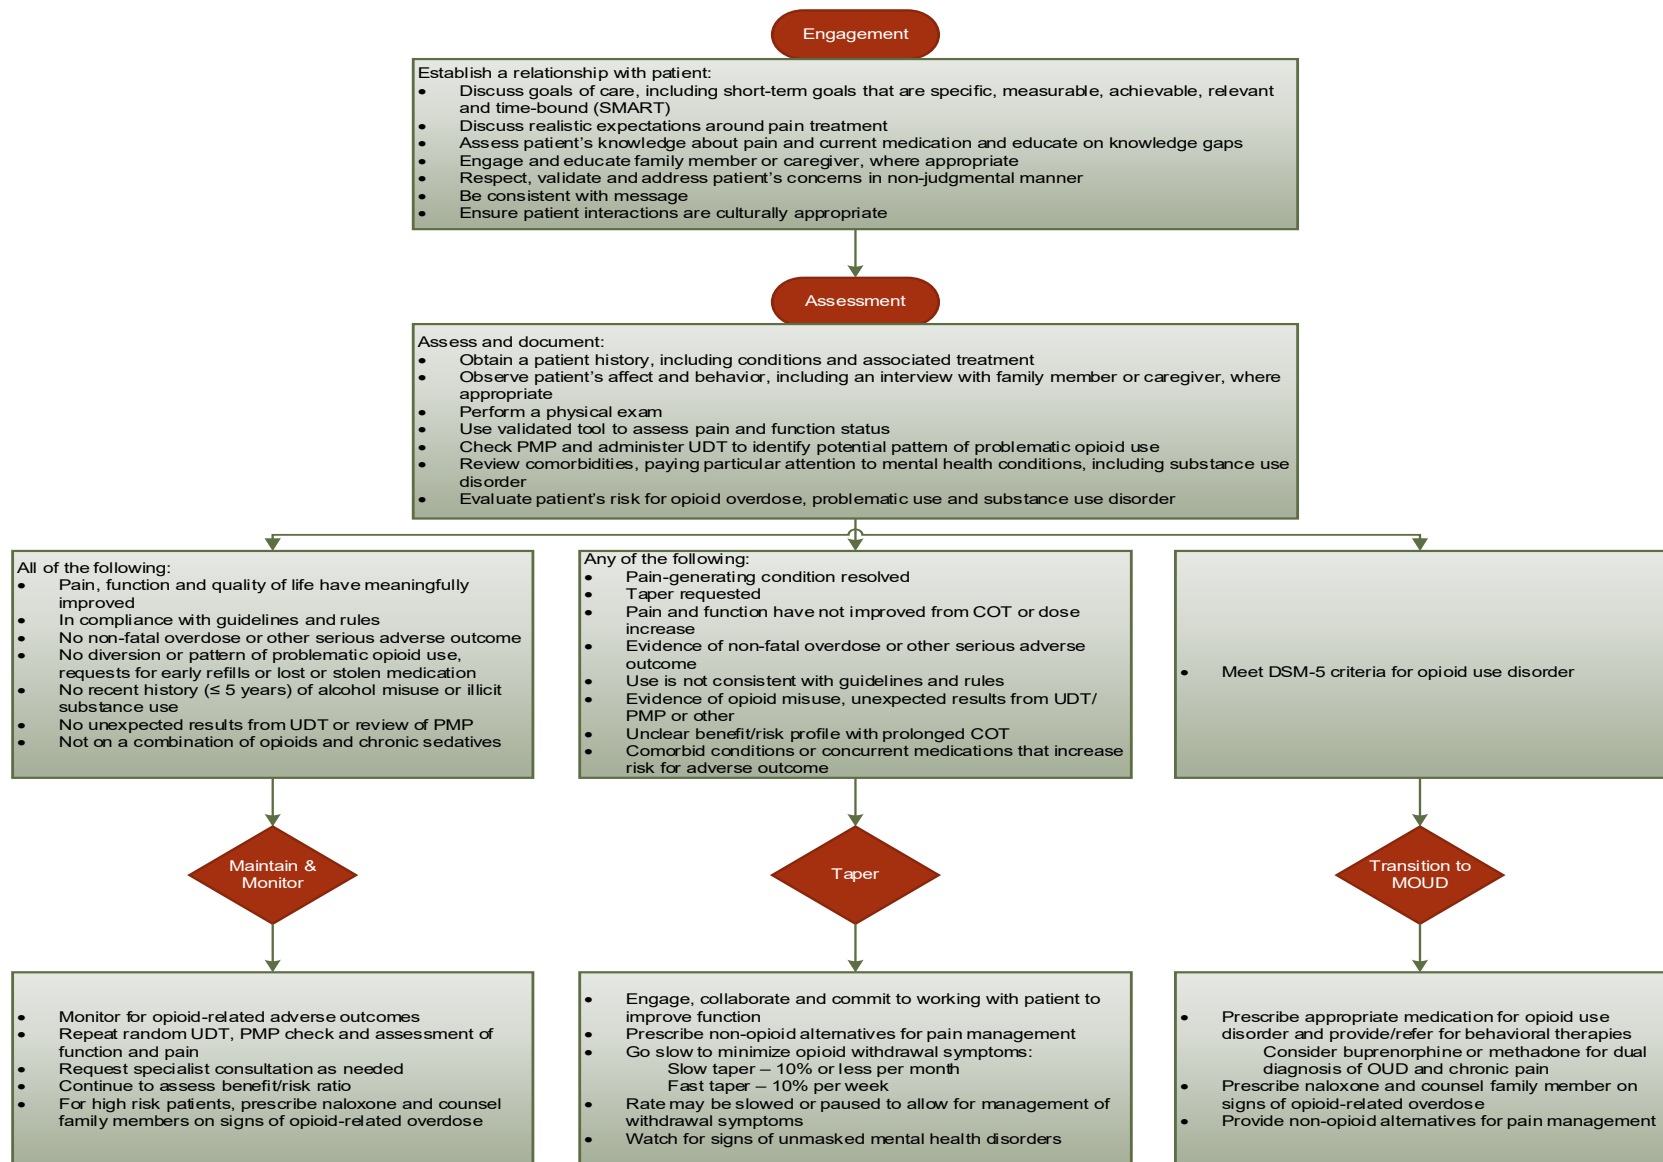 Engagement
Establish a relationship with patient:
• Discuss goals of care, including short-term goals that are specific, measurable, achievable, relevant
and time-bound (SMART)
• Discuss realistic expectations around pain treatment
• Assess patient's knowledge about pain and current medication and educate on knowledge gaps
• Engage and educate family member or caregiver, where appropriate
• Respect, validate and address patient's concerns in non-judgmental manner
• Be consistent with message
• Ensure patient interactions are culturally appropriate
Assessment
Assess and document:
• Obtain a patient history, including conditions and associated treatment
• Observe patient's affect and behavior, including an interview with family member or caregiver, where
appropriate
• Perform a physical exam
• Use validated tool to assess pain and function status
• Check PMP and administer UDT to identify potential pattern of problematic opioid use
• Review comorbidities, paying particular attention to mental health conditions, including substance use
disorder
• Evaluate patient's risk for opioid overdose, problematic use and substance use disorder
All of the following:
• Pain, function and quality of life have meaningfully
improved
• In compliance with guidelines and rules
• No non-fatal overdose or other serious adverse outcome
• No diversion or pattern of problematic opioid use,
requests for early refills or lost or stolen medication
• No recent history (≤ 5 years) of alcohol misuse or illicit
substance use
• No unexpected results from UDT or review of PMP
• Not on a combination of opioids and chronic sedatives
Any of the following:
• Pain-generating condition resolved
• Taper requested
• Pain and function have not improved from COT or dose
increase
• Evidence of non-fatal overdose or other serious adverse
outcome
• Use is not consistent with guidelines and rules
• Evidence of opioid misuse, unexpected results from UDT/
PMP or other
• Unclear benefit/risk profile with prolonged COT
• Comorbid conditions or concurrent medications that increase
risk for adverse outcome
• Meet DSM-5 criteria for opioid use disorder
Maintain &
Monitor
Taper
Transition to
MOUD
• Monitor for opioid-related adverse outcomes
• Repeat random UDT, PMP check and assessment of
function and pain
• Request specialist consultation as needed
• Continue to assess benefit/risk ratio
• For high risk patients, prescribe naloxone and counsel
family members on signs of opioid-related overdose
• Engage, collaborate and commit to working with patient to
improve function
• Prescribe non-opioid alternatives for pain management
• Go slow to minimize opioid withdrawal symptoms:
Slow taper – 10% or less per month
Fast taper – 10% per week
• Rate may be slowed or paused to allow for management of
withdrawal symptoms
• Watch for signs of unmasked mental health disorders
• Prescribe appropriate medication for opioid use
disorder and provide/refer for behavioral therapies
Consider buprenorphine or methadone for dual
diagnosis of OUD and chronic pain
• Prescribe naloxone and counsel family member on
signs of opioid-related overdose
• Provide non-opioid alternatives for pain management